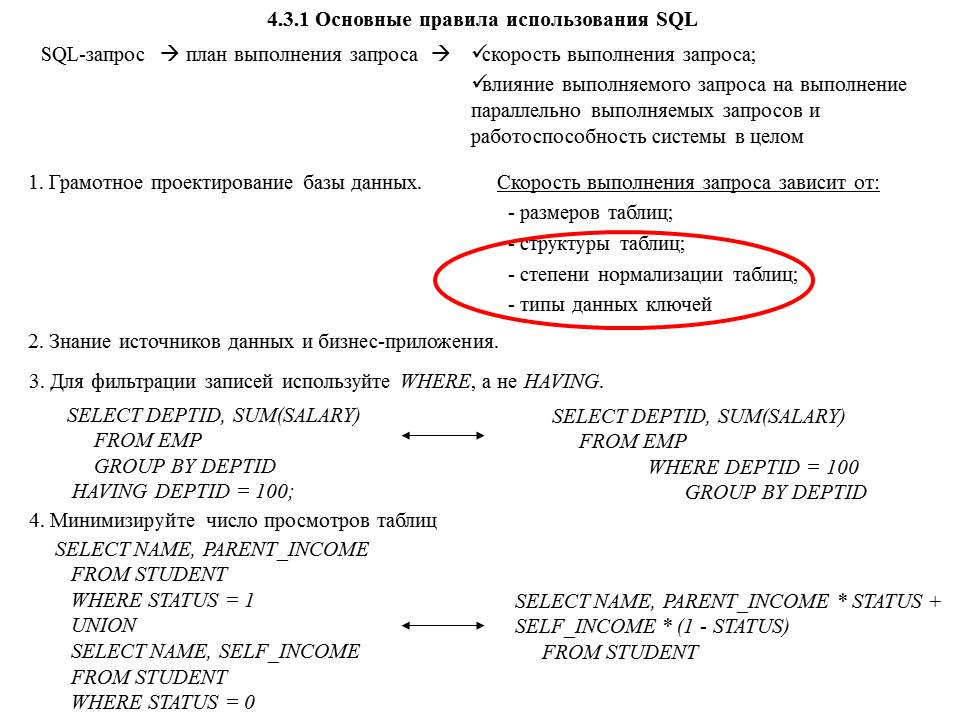 4.3.1 Основные правила использования SQL
SQL-запрос → план выполнения запроса → ✓скорость выполнения запроса;
✓влияние выполняемого запроса на выполнение
параллельно выполняемых запросов и
работоспособность системы в целом
1. Грамотное проектирование базы данных.
Скорость выполнения запроса зависит от:
- размеров таблиц;
- структуры таблиц;
- степени нормализации таблиц;
- типы данных ключей
2. Знание источников данных и бизнес-приложения.
3. Для фильтрации записей используйте WHERE, а не HAVING.
SELECT DEPTID, SUM(SALARY)
FROM EMP
GROUP BY DEPTID
HAVING DEPTID = 100;
SELECT DEPTID, SUM(SALARY)
FROM EMP
WHERE DEPTID = 100
GROUP BY DEPTID
4. Минимизируйте число просмотров таблиц
SELECT NAME, PARENT_INCOME
FROM STUDENT
WHERE STATUS = 1
UNION
SELECT NAME, SELF_INCOME
FROM STUDENT
WHERE STATUS = 0
SELECT NAME, PARENT_INCOME * STATUS +
SELF_INCOME * (1 - STATUS)
FROM STUDENT